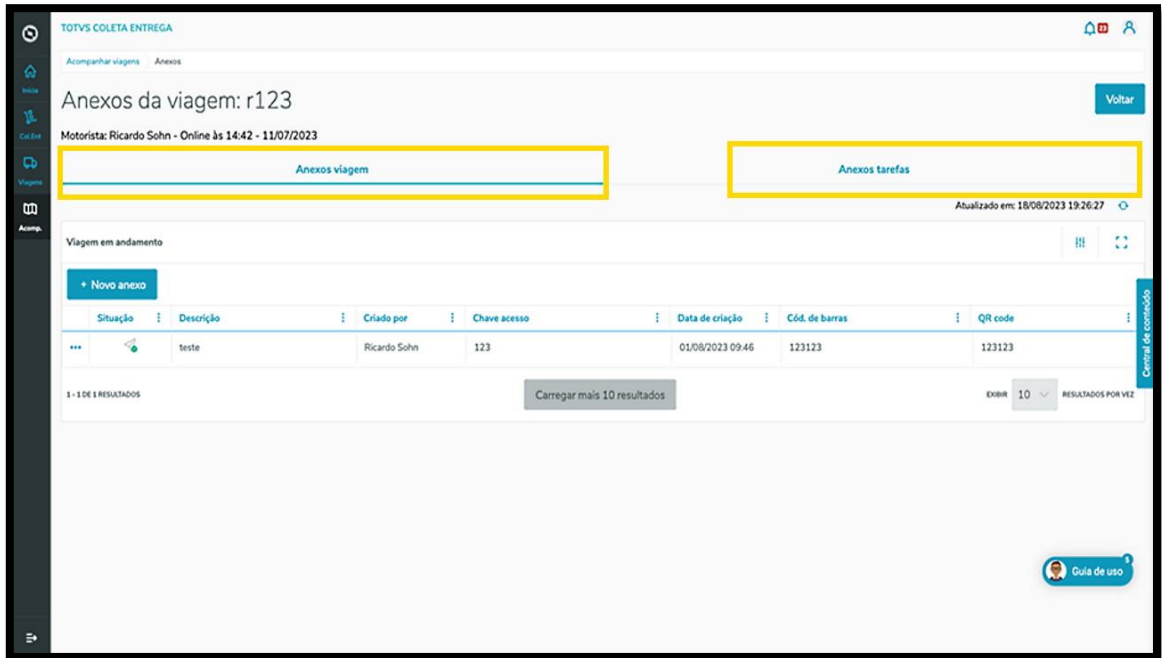 TOTVS COLETA ENTREGA
23
Acompanhar viagens Anexos
Início
Anexos da viagem: r123
Voltar
Col.Ent
Motorista: Ricardo Sohn - Online às 14:42 - 11/07/2023
Viagens
Anexos viagem
Anexos tarefas
Acomp.
Atualizado em: 18/08/2023 19:26:27
Viagem em andamento
+ Novo anexo
Situação Descrição Criado por Chave acesso Data de criação Cód. de barras QR code
teste Ricardo Sohn 123 01/08/2023 09:46 123123 123123
Central de conteúdo
1 - 1 DE 1 RESULTADOS
Carregar mais 10 resultados
EXIBIR 10 RESULTADOS POR VEZ
Guia de uso